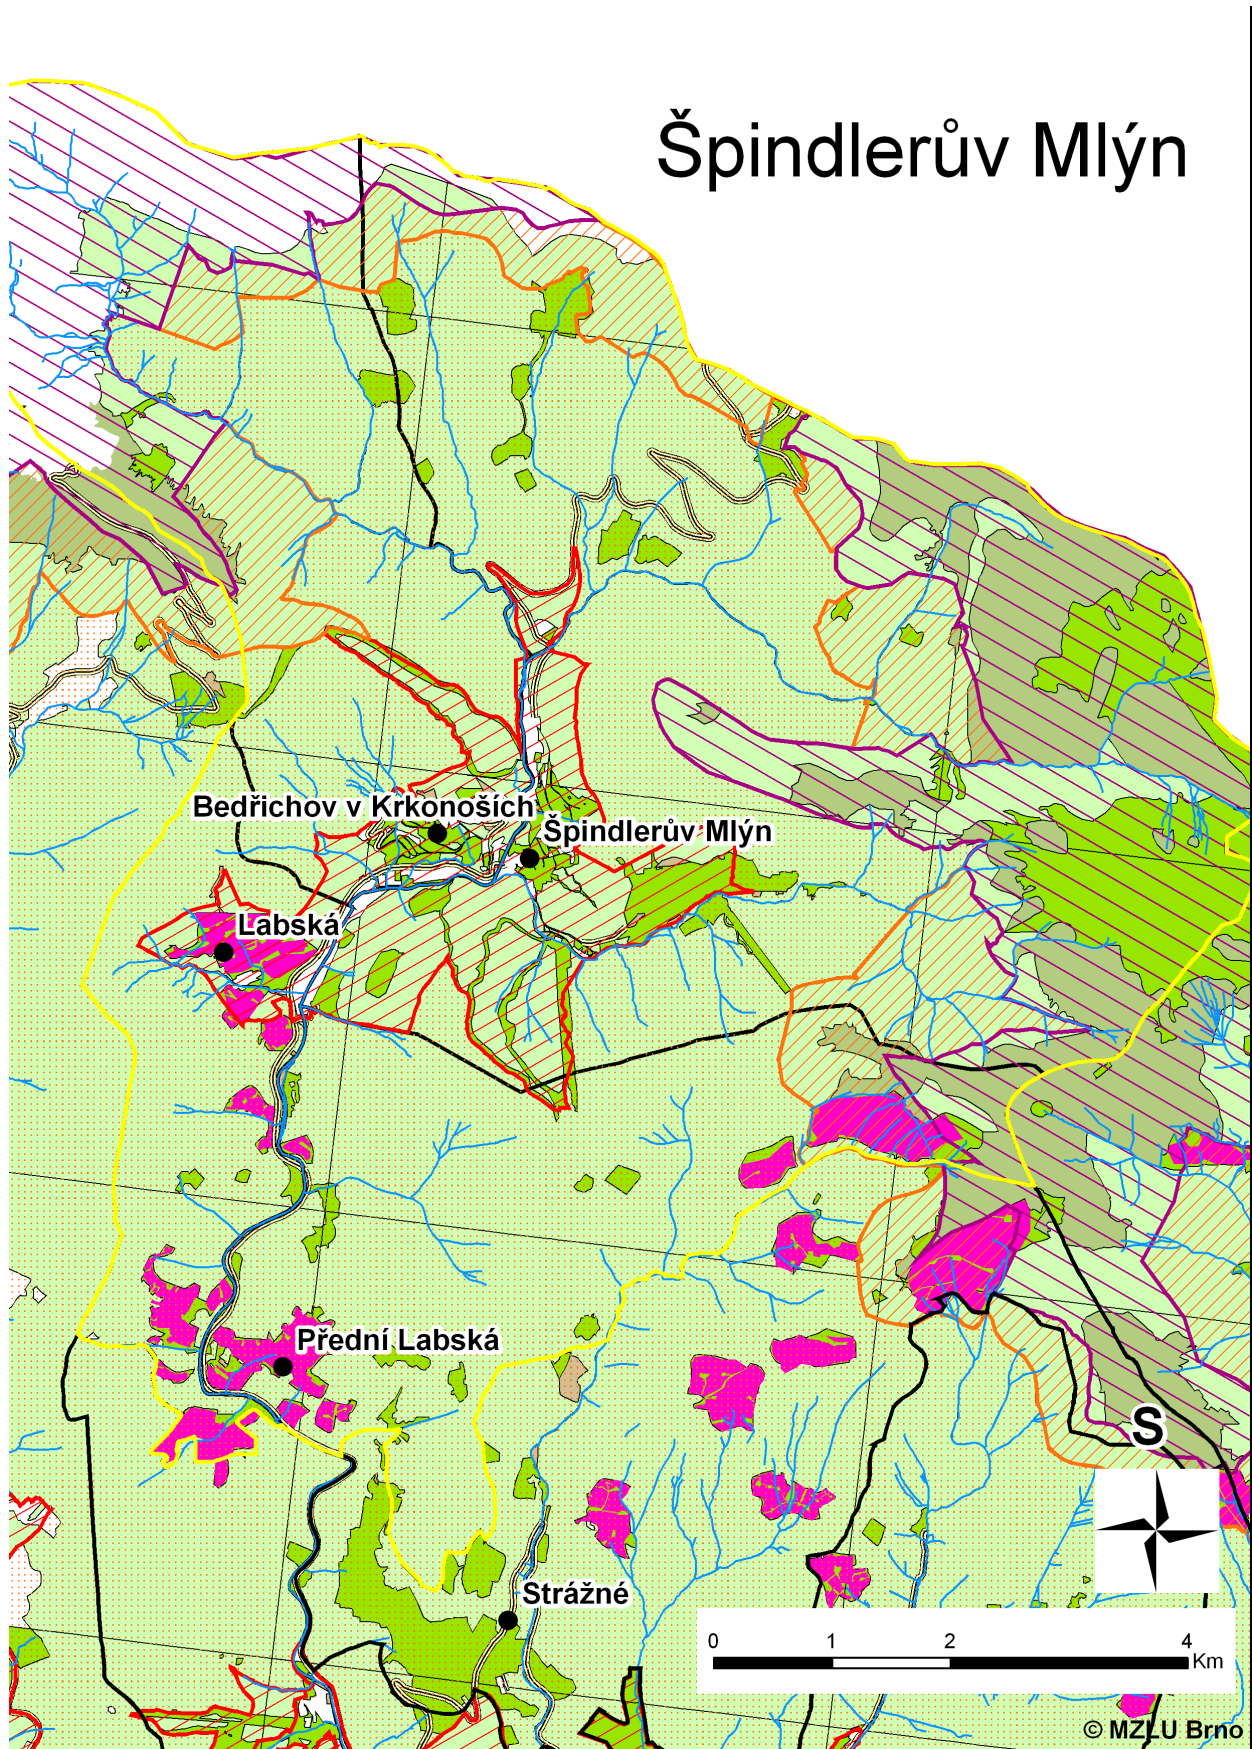 Špindlerův Mlýn
Bedřichov v Krkonoších
Špindlerův Mlýn
Labská
Přední Labská
S
Strážné
0 1 2 4
Km
© MZLU Brno